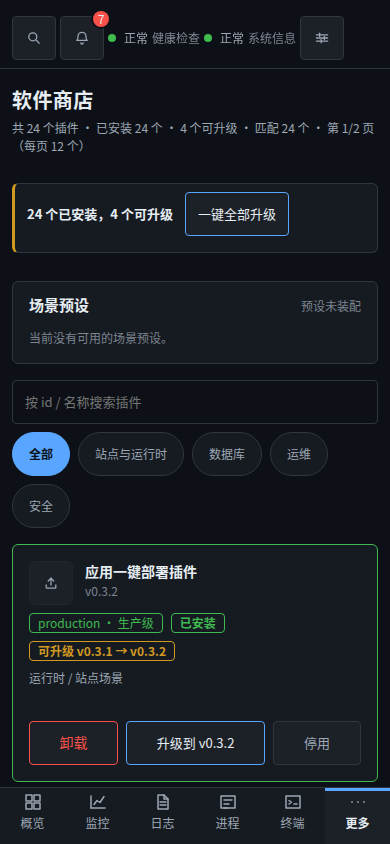 7
正常 健康检查 正常 系统信息
软件商店
共 24 个插件 · 已安装 24 个 · 4 个可升级 · 匹配 24 个 · 第 1/2 页
（每页 12 个）
24 个已安装，4 个可升级 一键全部升级
场景预设 预设未装配
当前没有可用的场景预设。
按 id / 名称搜索插件
全部 站点与运行时 数据库 运维
安全
应用一键部署插件
v0.3.2
production · 生产级 已安装
可升级 v0.3.1 → v0.3.2
运行时 / 站点场景
卸载 升级到 v0.3.2 停用
概览 监控 日志 进程 终端 更多